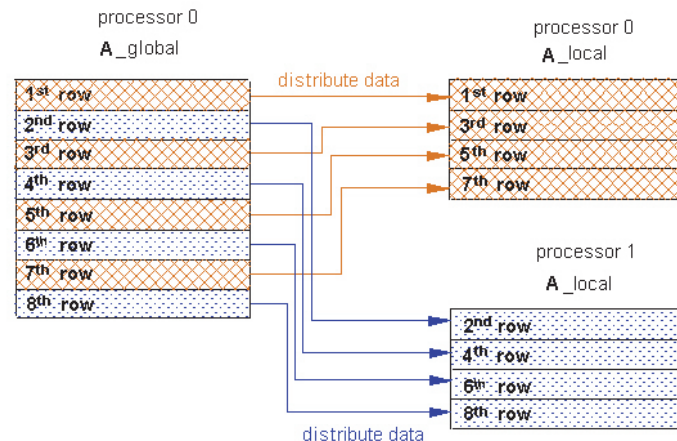 processor 0
A_global
1st row
2nd row
3rd row
4th row
5th row
6th row
7th row
8th row
distribute data
processor 0
A_local
1st row
3rd row
5th row
7th row
processor 1
A_local
2nd row
4th row
6th row
8th row
distribute data